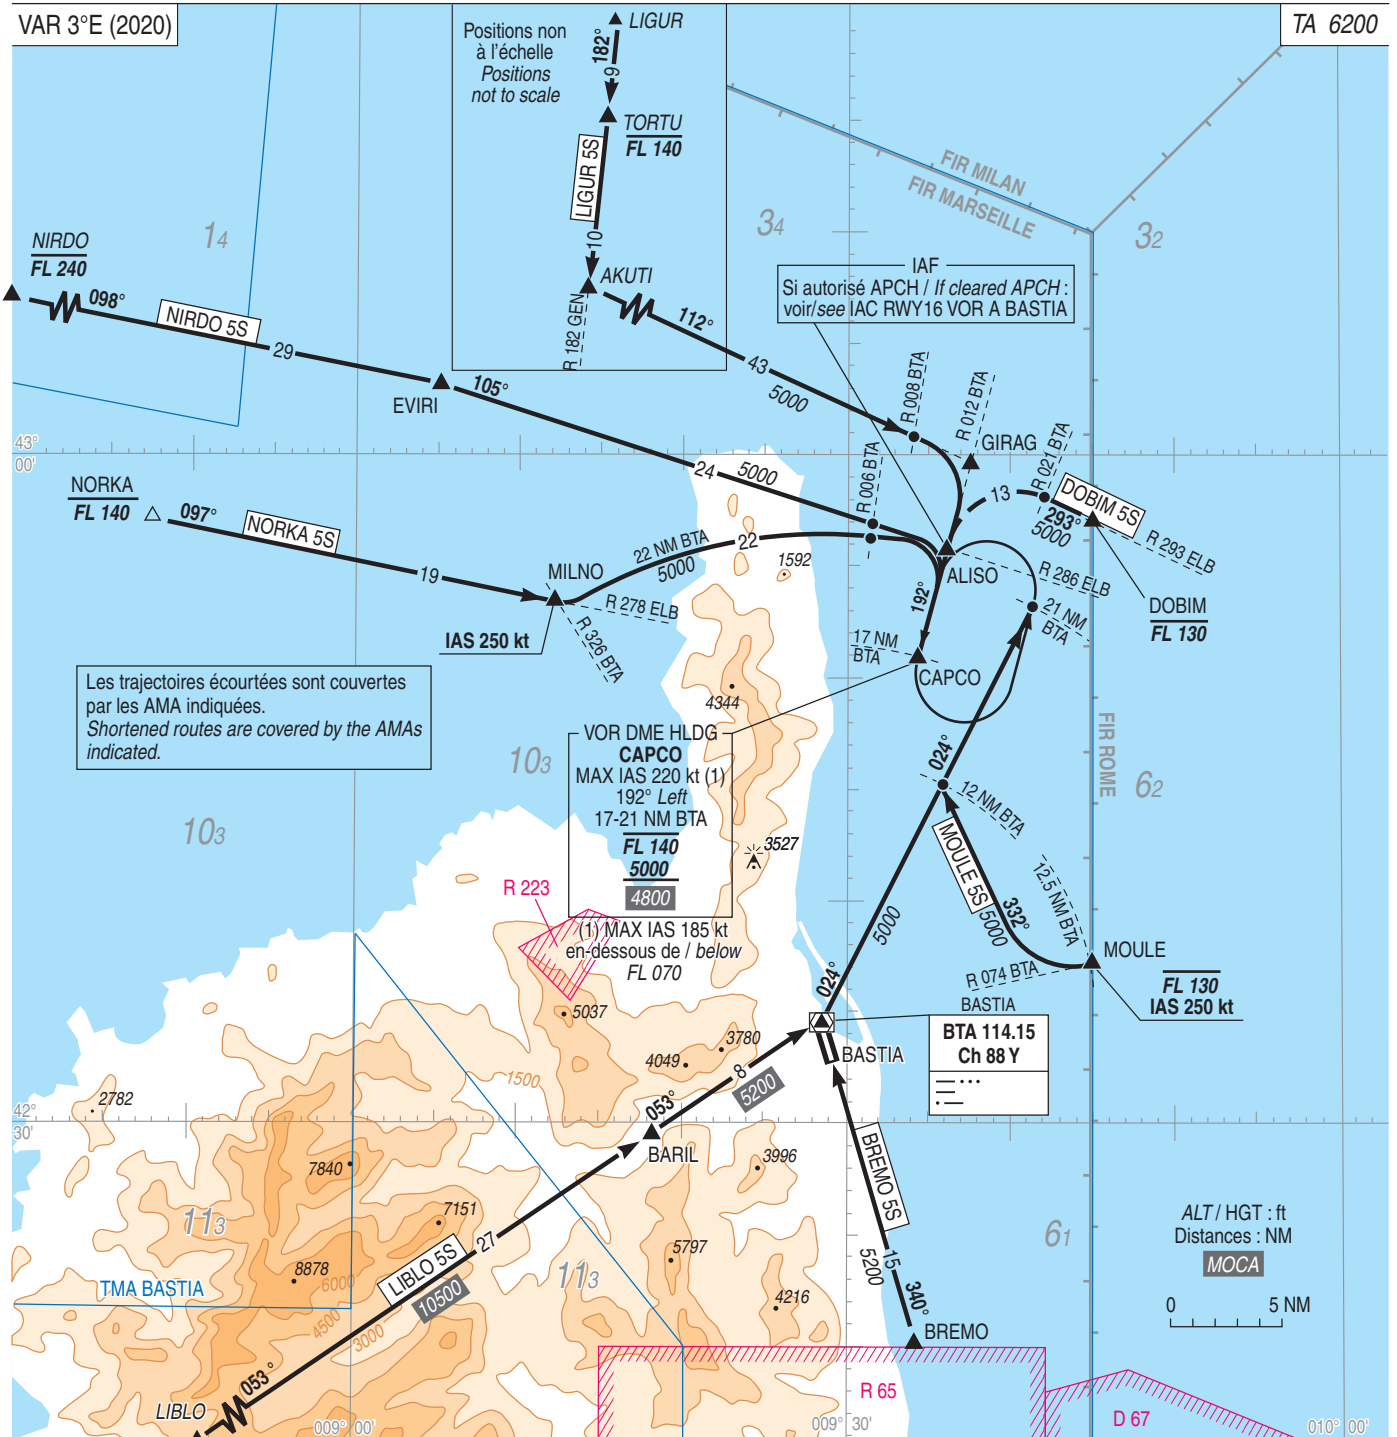 VAR 3°E (2020)
TA 6200
Positions non
à l'échelle
Positions
not to scale
LIGUR
182°
9
TORTU
FL 140
LIGUR 5S
10
AKUTI
R 182 GEN
112°
43
5000
FIR MILAN
FIR MARSEILLE
14
34
32
NIRDO
FL 240
098°
NIRDO 5S
29
EVIRI
105°
24
5000
IAF
Si autorisé APCH / If cleared APCH :
voir/see IAC RWY16 VOR A BASTIA
R 008 BTA
R 012 BTA
GIRAG
R 006 BTA
R 021 BTA
13
DOBIM 5S
293°
5000
R 293 ELB
43°
00'
NORKA
FL 140
097°
NORKA 5S
19
MILNO
22 NM BTA
5000
22
R 278 ELB
R 326 BTA
IAS 250 kt
1592
ALISO
R 286 ELB
192°
21 NM
BTA
DOBIM
FL 130
17 NM
BTA
CAPCO
Les trajectoires écourtées sont couvertes
par les AMA indiquées.
Shortened routes are covered by the AMAs
indicated.
4344
VOR DME HLDG
CAPCO
MAX IAS 220 kt (1)
192° Left
17-21 NM BTA
FL 140
5000
4800
(1) MAX IAS 185 kt
en-dessous de / below
FL 070
103
103
FIR ROME
62
024°
12 NM BTA
MOULE 5S
5000
332°
12.5 NM BTA
3527
R 223
5000
R 074 BTA
MOULE
FL 130
IAS 250 kt
024°
BASTIA
BTA 114.15
Ch 88 Y
BASTIA
5037
3780
4049
8
5200
1500
2782
42°
30'
053°
BARIL
3996
BREMO 5S
7840
7151
113
27
LIBLO 5S
10500
5797
113
8878
6000
4500
3000
4216
TMA BASTIA
15
5200
340°
61
ALT / HGT : ft
Distances : NM
MOCA
0 5 NM
BREMO
053°
LIBLO
R 65
D 67
009° 00'
009° 30'
010° 00'